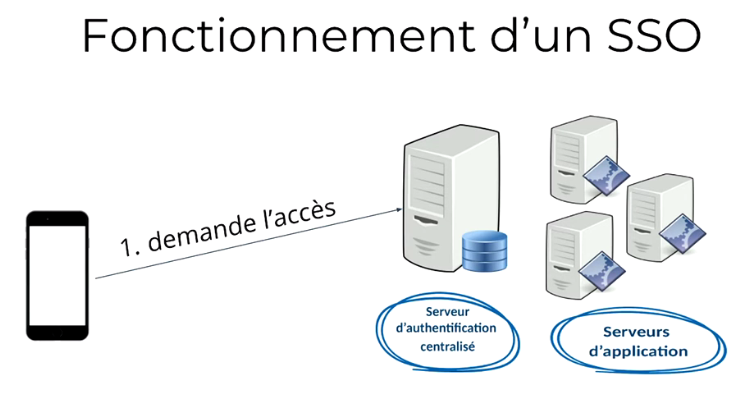 Fonctionnement d’un SSO
1. demande l’accès
Serveur
d’authentification
centralisé
Serveurs
d’application